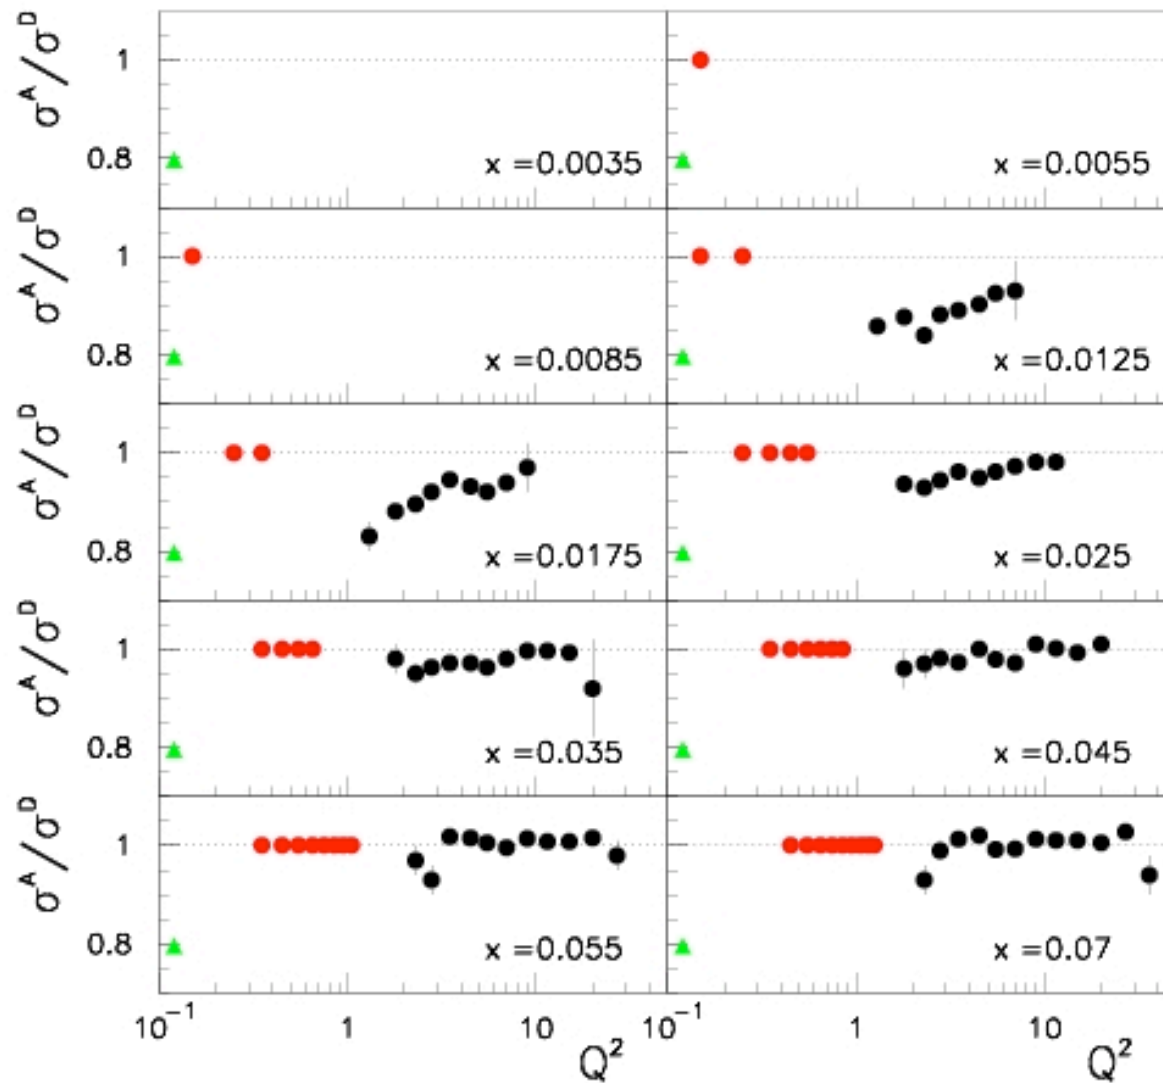 σᴬ/σᴰ
1
0.8
x =0.0035
x =0.0055
σᴬ/σᴰ
1
0.8
x =0.0085
x =0.0125
σᴬ/σᴰ
1
0.8
x =0.0175
x =0.025
σᴬ/σᴰ
1
0.8
x =0.035
x =0.045
σᴬ/σᴰ
1
0.8
x =0.055
x =0.07
10⁻¹ 1 10 10⁻¹ 1 10
Q² Q²